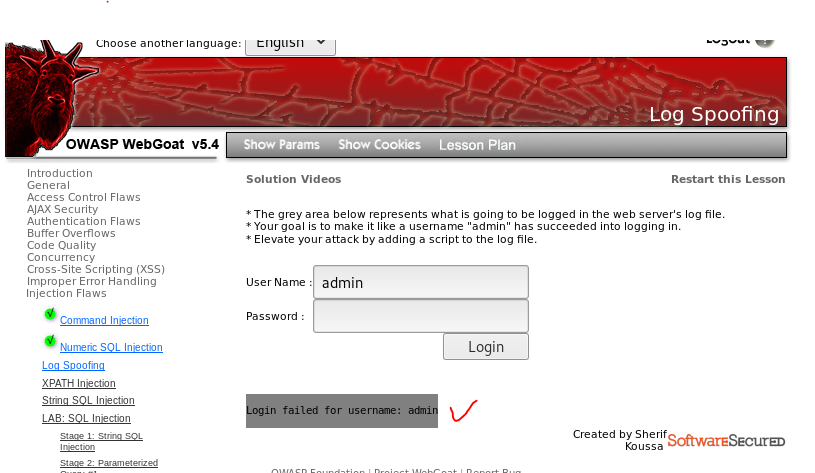 Choose another language: English
Logout ?
Log Spoofing
OWASP WebGoat v5.4
Show Params Show Cookies Lesson Plan
Introduction
General
Access Control Flaws
AJAX Security
Authentication Flaws
Buffer Overflows
Code Quality
Concurrency
Cross-Site Scripting (XSS)
Improper Error Handling
Injection Flaws
Command Injection
Numeric SQL Injection
Log Spoofing
XPATH Injection
String SQL Injection
LAB: SQL Injection
Stage 1: String SQL
Injection
Stage 2: Parameterized
Solution Videos
Restart this Lesson
* The grey area below represents what is going to be logged in the web server's log file.
* Your goal is to make it like a username "admin" has succeeded into logging in.
* Elevate your attack by adding a script to the log file.
User Name : admin
Password :
Login
Login failed for username: admin
Created by Sherif
Koussa
SoftwareSecured
OWASP Foundation | Project WebGoat | Report Bug